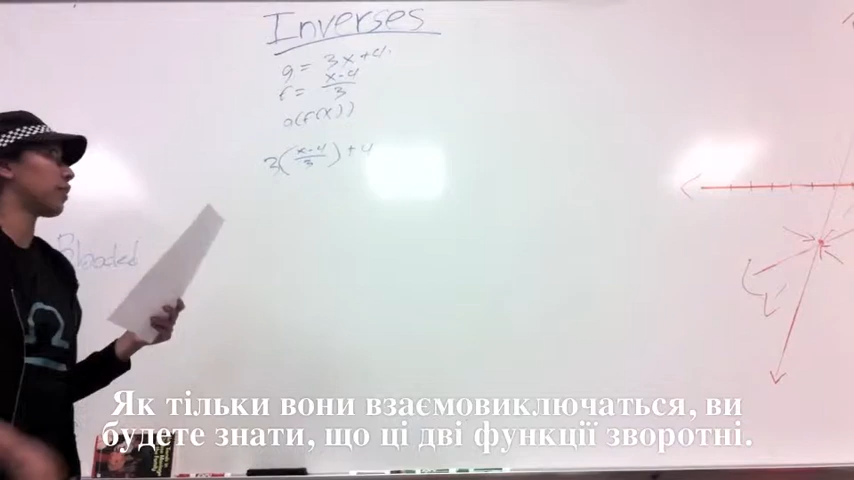 Inverses
g = 3x+4
f = x-4/3
g(f(x))
3(x-4/3)+4
Blooded
Ω
Як тільки вони взаємовиключаться, ви
будете знати, що ці дві функції зворотні.